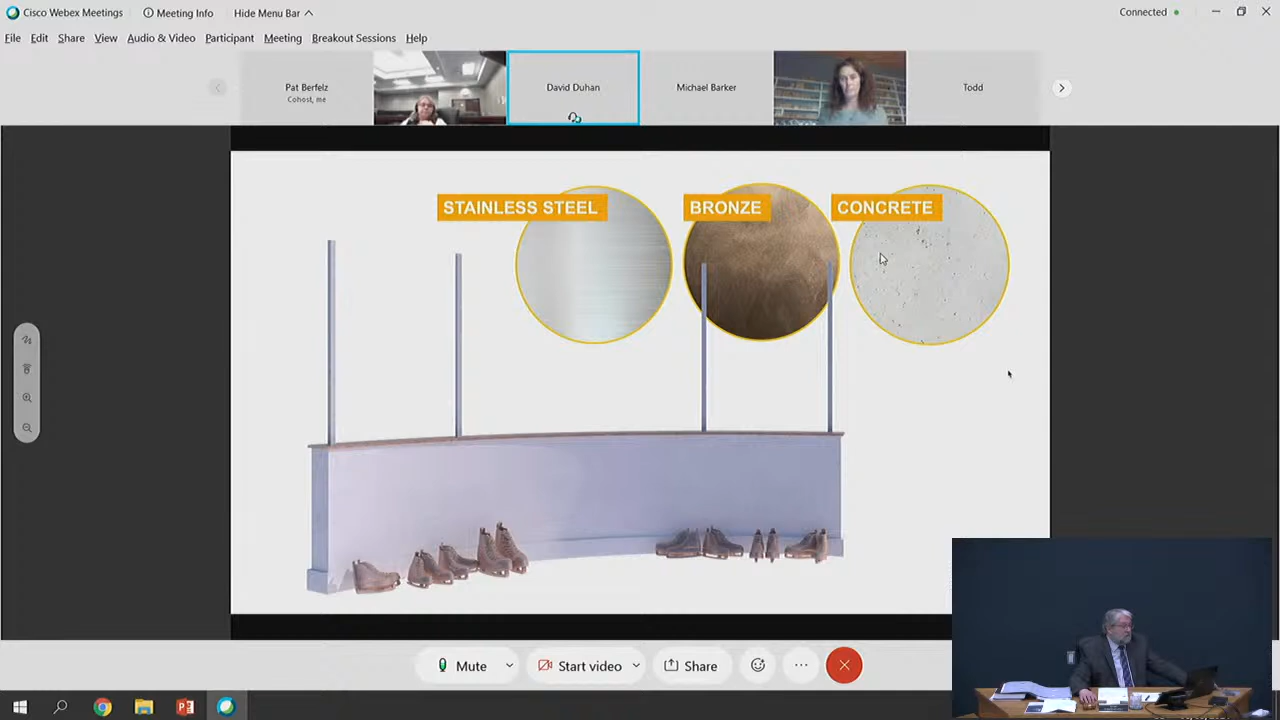 Cisco Webex Meetings
Meeting Info
Hide Menu Bar
Connected
File Edit Share View Audio & Video Participant Meeting Breakout Sessions Help
Pat Berfelz
Cohost, me
David Duhan
Michael Barker
Todd
STAINLESS STEEL
BRONZE
CONCRETE
Mute
Start video
Share